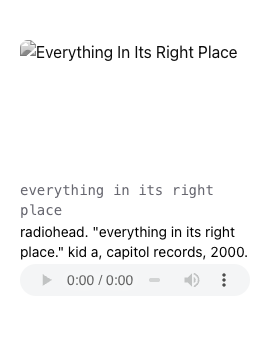 Everything In Its Right Place
everything in its right
place
radiohead. "everything in its right
place." kid a, capitol records, 2000.
0:00 / 0:00